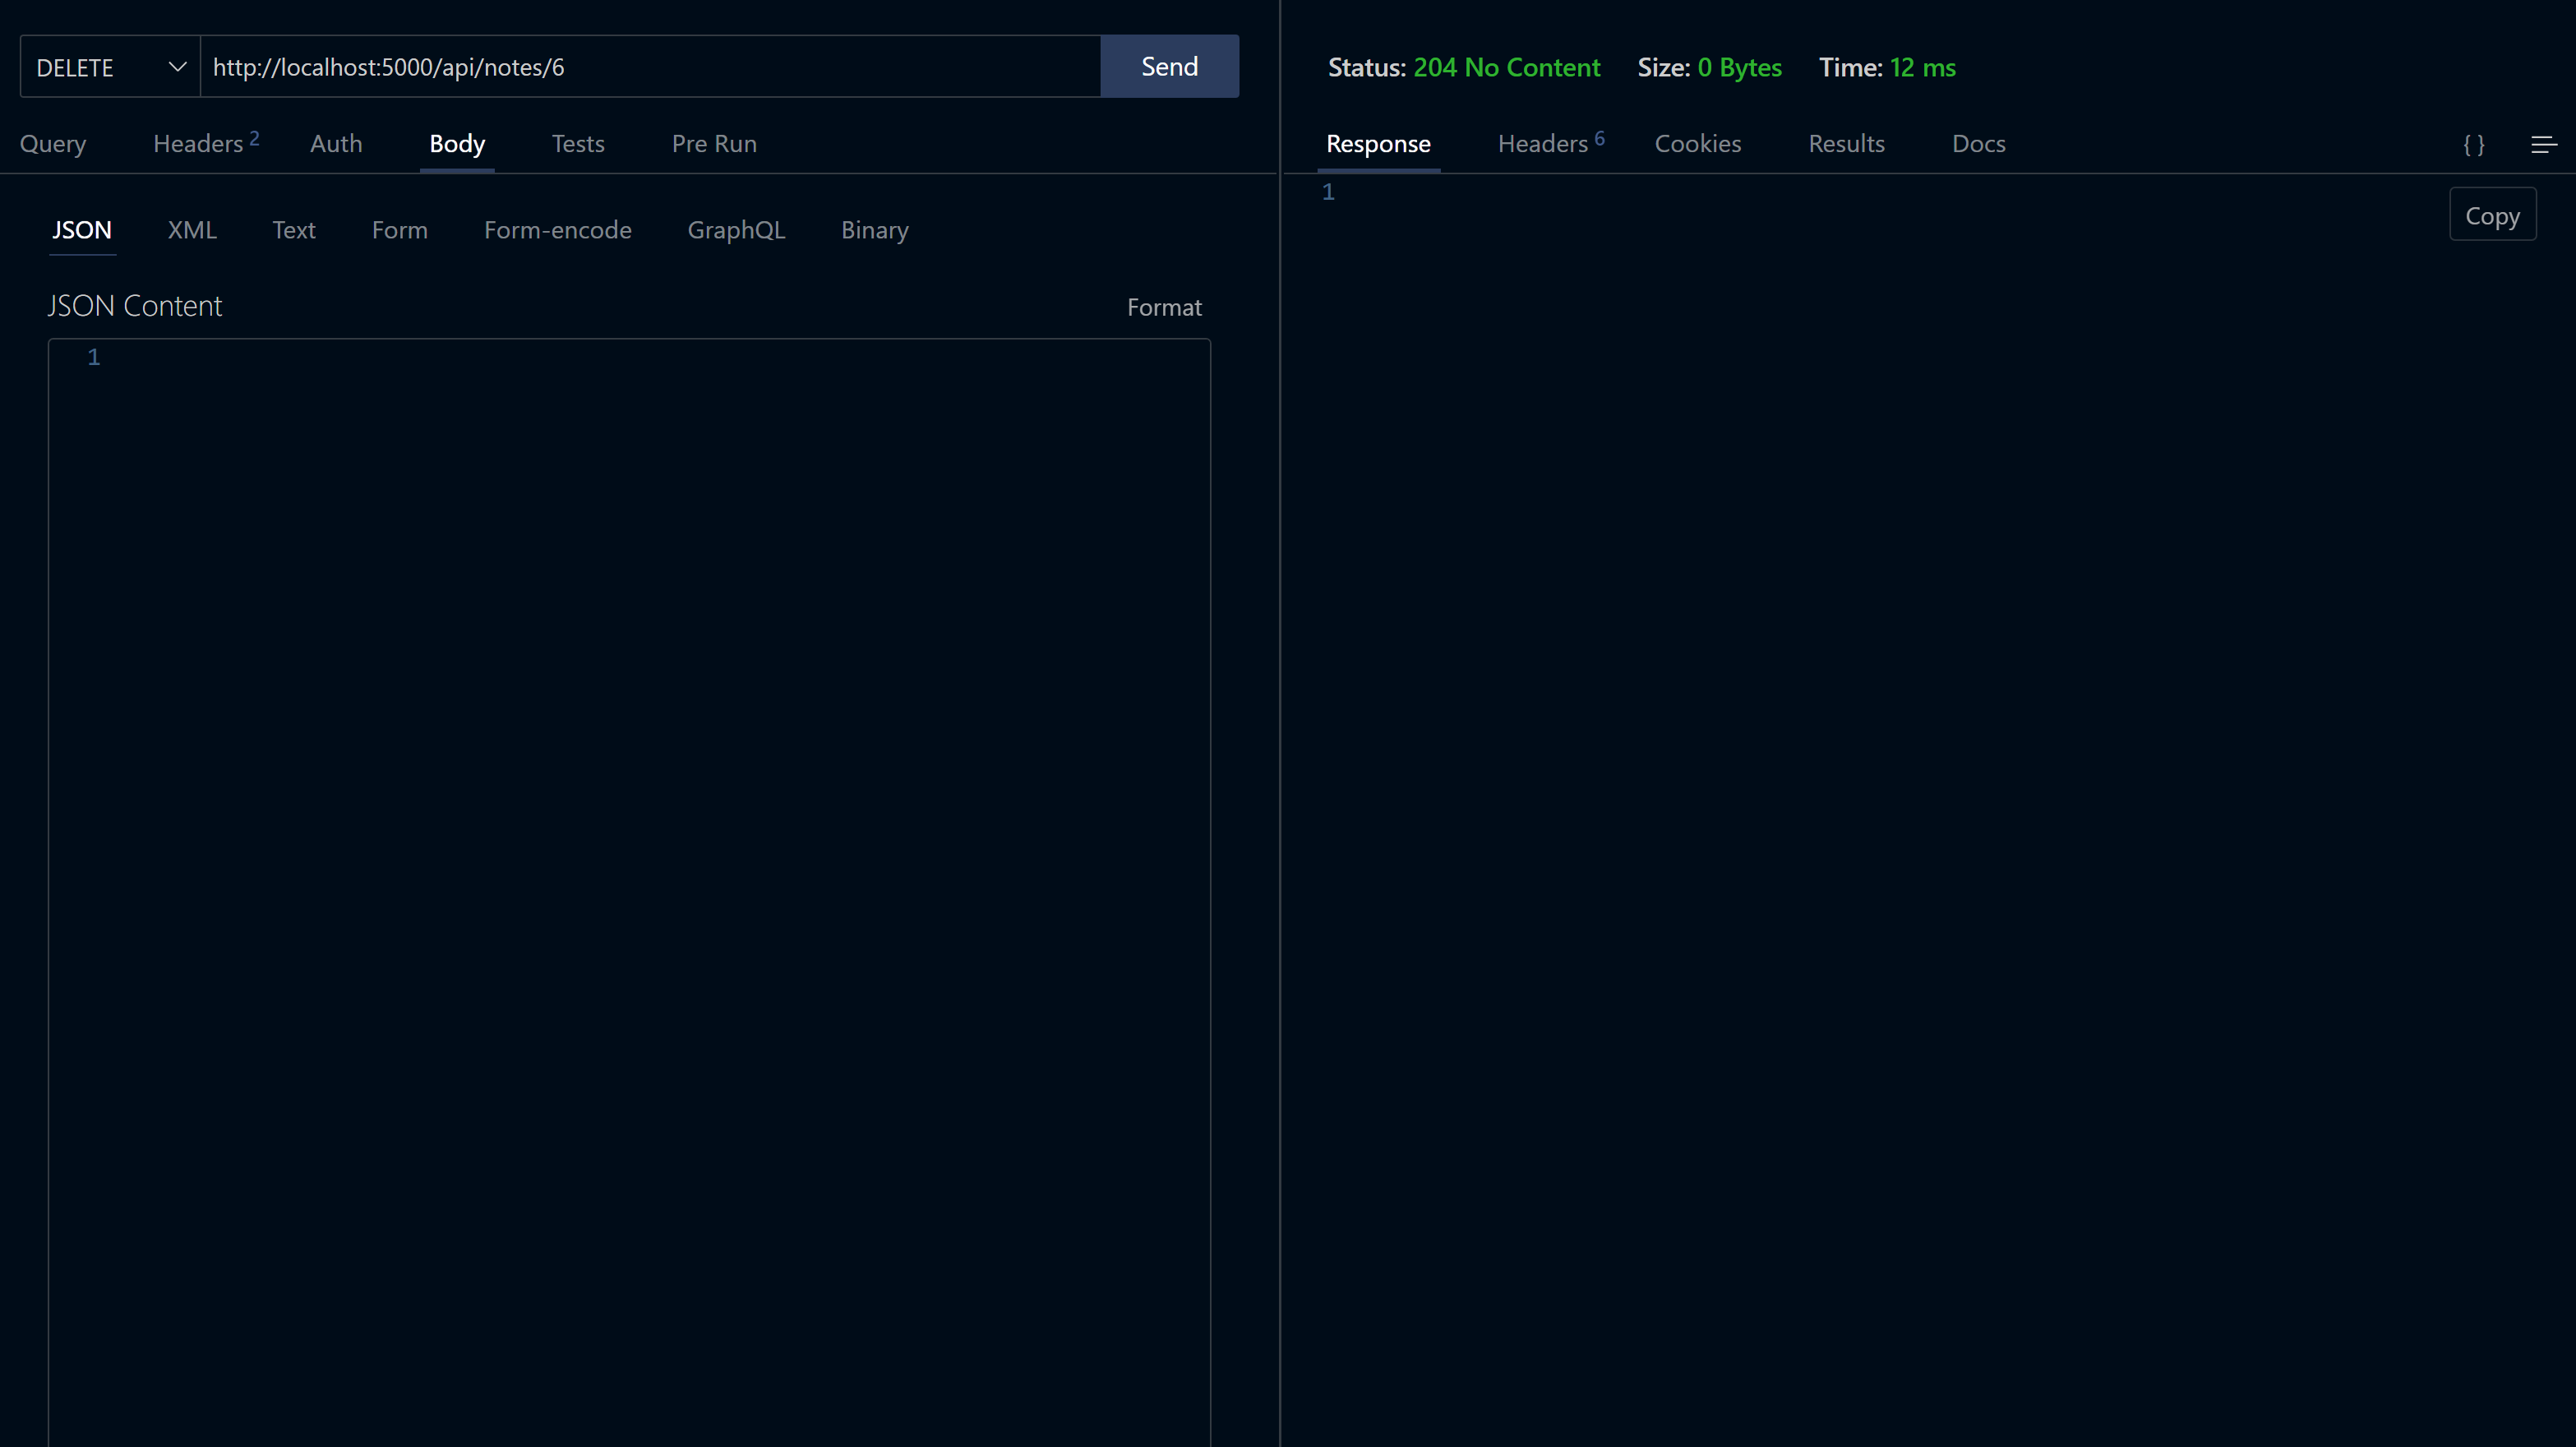 DELETE http://localhost:5000/api/notes/6 Send
Query Headers 2 Auth Body Tests Pre Run
JSON XML Text Form Form-encode GraphQL Binary
JSON Content Format
1
Status: 204 No Content Size: 0 Bytes Time: 12 ms
Response Headers 6 Cookies Results Docs { }
1
Copy